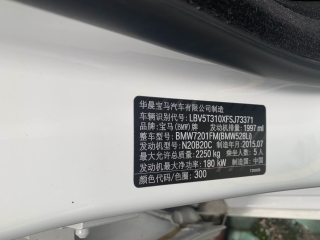 华晨宝马汽车有限公司制造
车辆识别代号: LBV5T310XFSJ73371
品牌: 宝马(BMW)牌 发动机排量: 1997 ml
整车型号: BMW7201FM(BMW528Li)
发动机型号: N20B20C 制造年月: 2015.07
最大允许总质量: 2250 kg 乘坐人数: 5 人
发动机最大净功率: 180 kW 制造国: 中国
颜色代码/色圈: 300